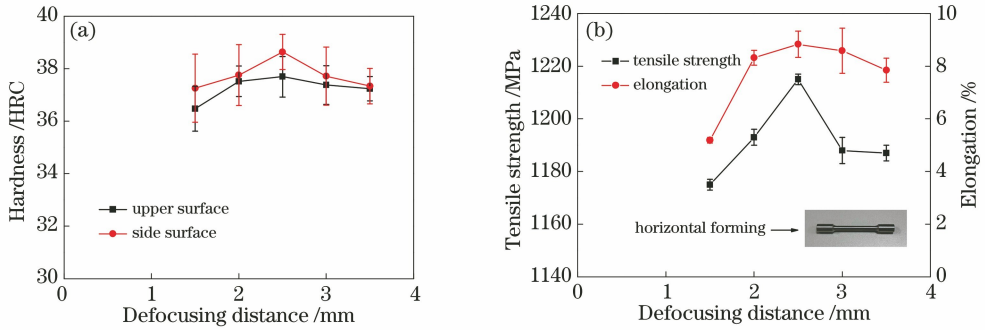 (a)
Hardness /HRC
40
38
36
34
32
30
upper surface
side surface
0 1 2 3 4
Defocusing distance /mm
(b)
Tensile strength /MPa
1240
1220
1200
1180
1160
1140
tensile strength
elongation
horizontal forming
0 1 2 3 4
Defocusing distance /mm
10
8
6
4
2
0
Elongation /%